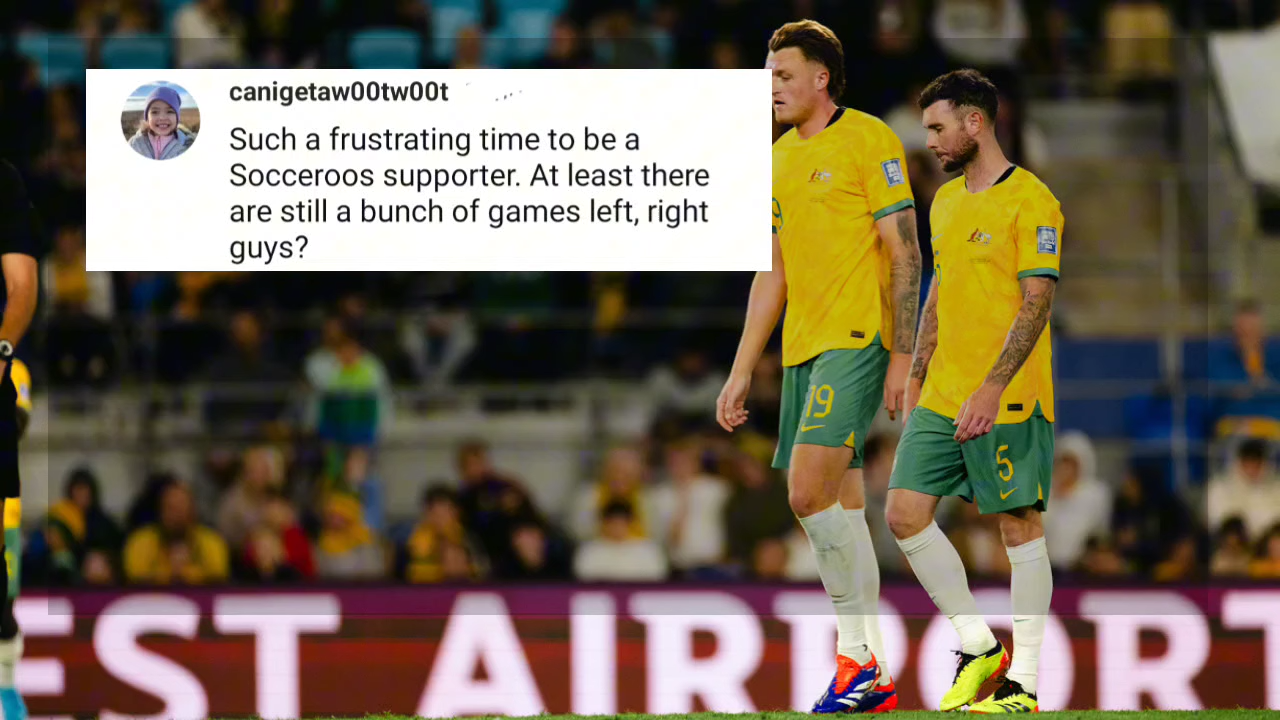 canigetaw00tw00t
Such a frustrating time to be a
Socceroos supporter. At least there
are still a bunch of games left, right
guys?
19
5
EST AIRPORT